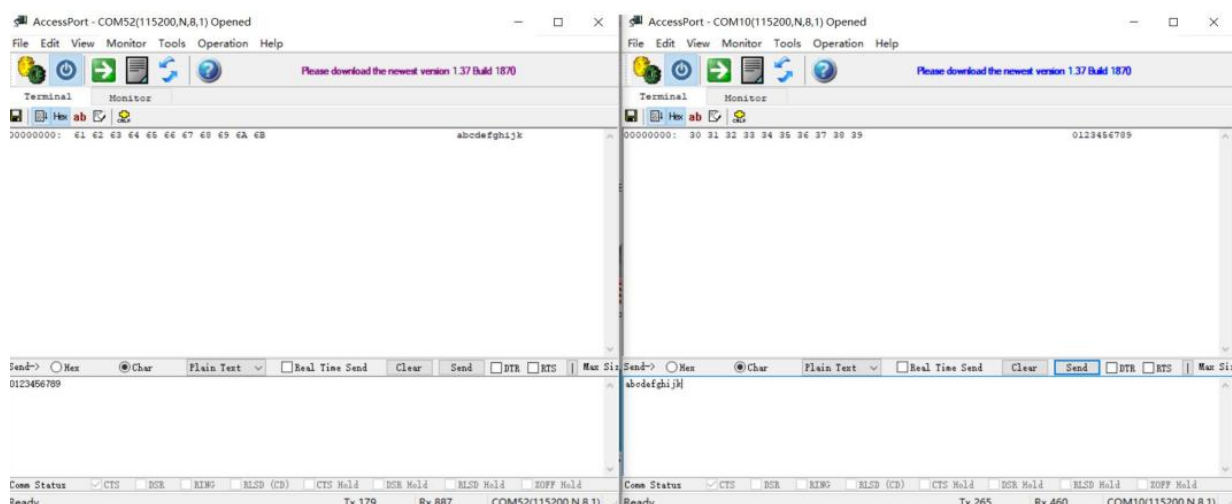 AccessPort - COM52(115200,N,8,1) Opened
File Edit View Monitor Tools Operation Help
Please download the newest version 1.37 Build 1870
Terminal Monitor
Hex ab
00000000: 61 62 63 64 65 66 67 68 69 6A 6B abcdefghijk
Send-> Hex Char Plain Text Real Time Send Clear Send DTR RTS | Max Siz
0123456789
Comm Status CTS DSR RING RLSD (CD) CTS Hold DSR Hold RLSD Hold XOFF Hold
Ready Tx 179 Rx 887 COM52(115200,N,8,1)
AccessPort - COM10(115200,N,8,1) Opened
File Edit View Monitor Tools Operation Help
Please download the newest version 1.37 Build 1870
Terminal Monitor
Hex ab
00000000: 30 31 32 33 34 35 36 37 38 39 0123456789
Send-> Hex Char Plain Text Real Time Send Clear Send DTR RTS | Max Si
abcdefghijk
Comm Status CTS DSR RING RLSD (CD) CTS Hold DSR Hold RLSD Hold XOFF Hold
Ready Tx 265 Rx 460 COM10(115200,N,8,1)